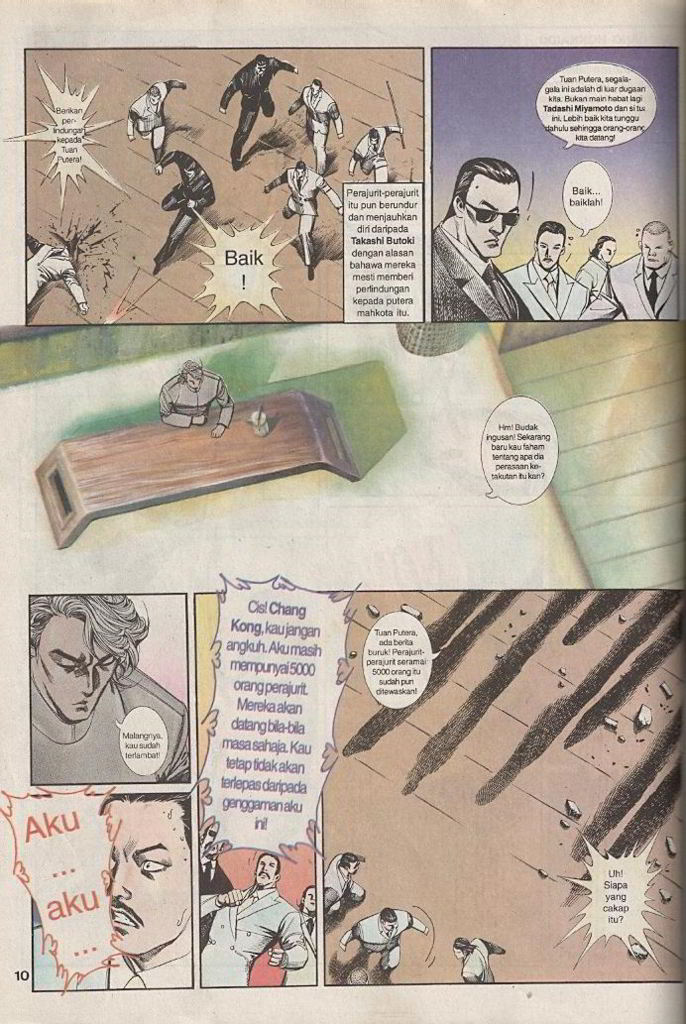 Berikan
per-
lindungan
kepada
Tuan
Putera!
Baik
!
Perajurit-perajurit
itu pun berundur
dan menjauhkan
diri daripada
Takashi Butoki
dengan alasan
bahawa mereka
mesti memberi
perlindungan
kepada putera
mahkota itu.
Tuan Putera, segala-
gala ini adalah di luar dugaan
kita. Bukan main hebat lagi
Tadashi Miyamoto dan si tu
ini. Lebih baik kita tunggu
dahulu sehingga orang-orang
kita datang!
Baik...
baiklah!
Hm! Budak
ingusan! Sekarang
baru kau faham
tentang apa dia
perasaan ke-
takutan itu kan?
Malangnya,
kau sudah
terlambat!
Cis! Chang
Kong, kau jangan
angkuh. Aku masih
mempunyai 5000
orang perajurit.
Mereka akan
datang bila-bila
masa sahaja. Kau
tetap tidak akan
terlepas daripada
genggaman aku
ini!
Tuan Putera,
ada berita
buruk! Perajurit-
perajurit seramai
5000 orang itu
sudah pun
ditewaskan!
Aku
...
aku
...
Uh!
Siapa
yang
cakap
itu?
10